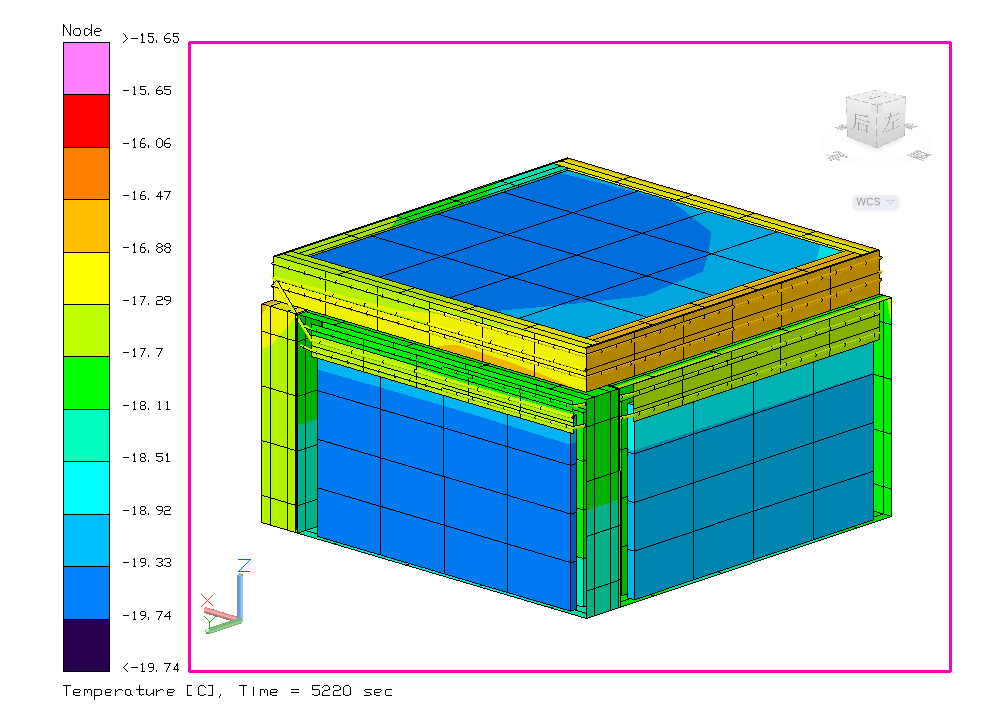 Node
>-15.65
-15.65
-16.06
-16.47
-16.88
-17.29
-17.7
-18.11
-18.51
-18.92
-19.33
-19.74
<-19.74
后 左
WCS
Z
X
Y
Temperature [C], Time = 5220 sec